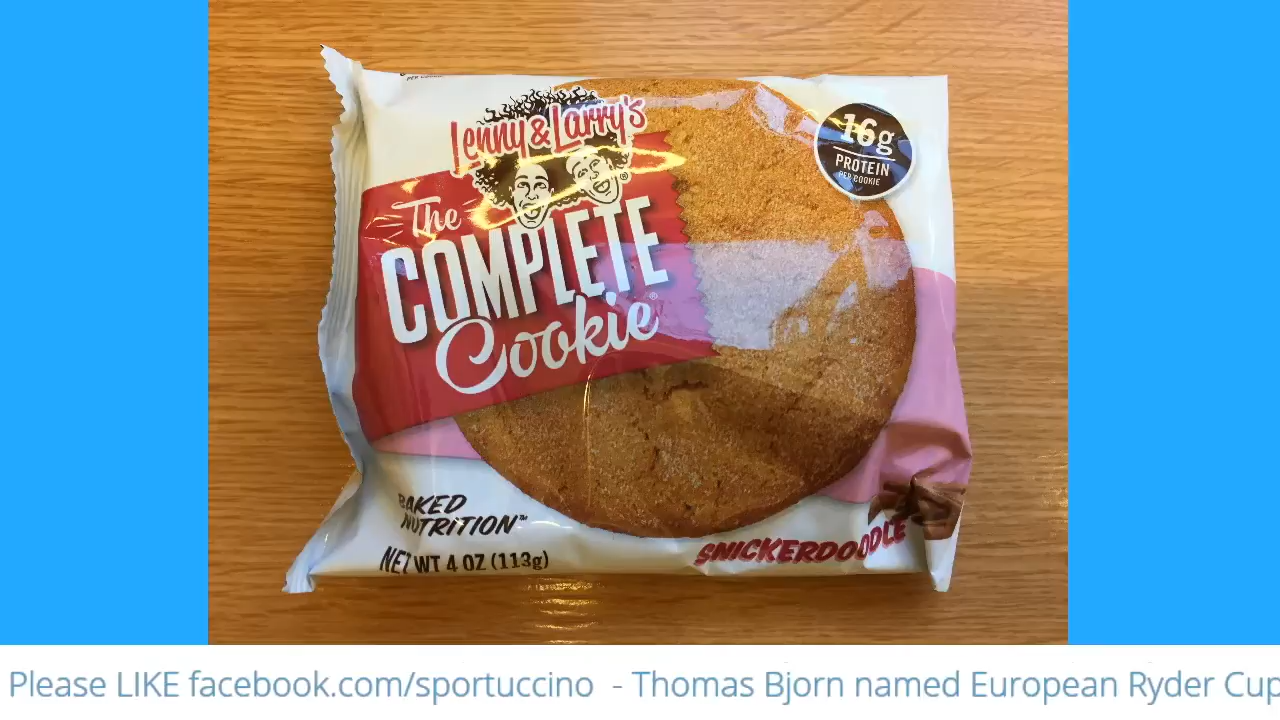 Lenny & Larry's
The
COMPLETE
Cookie
16g
PROTEIN
PER COOKIE
BAKED
NUTRITION™
NET WT 4 OZ (113g)
SNICKERDOODLE
Please LIKE facebook.com/sportuccino - Thomas Bjorn named European Ryder Cup